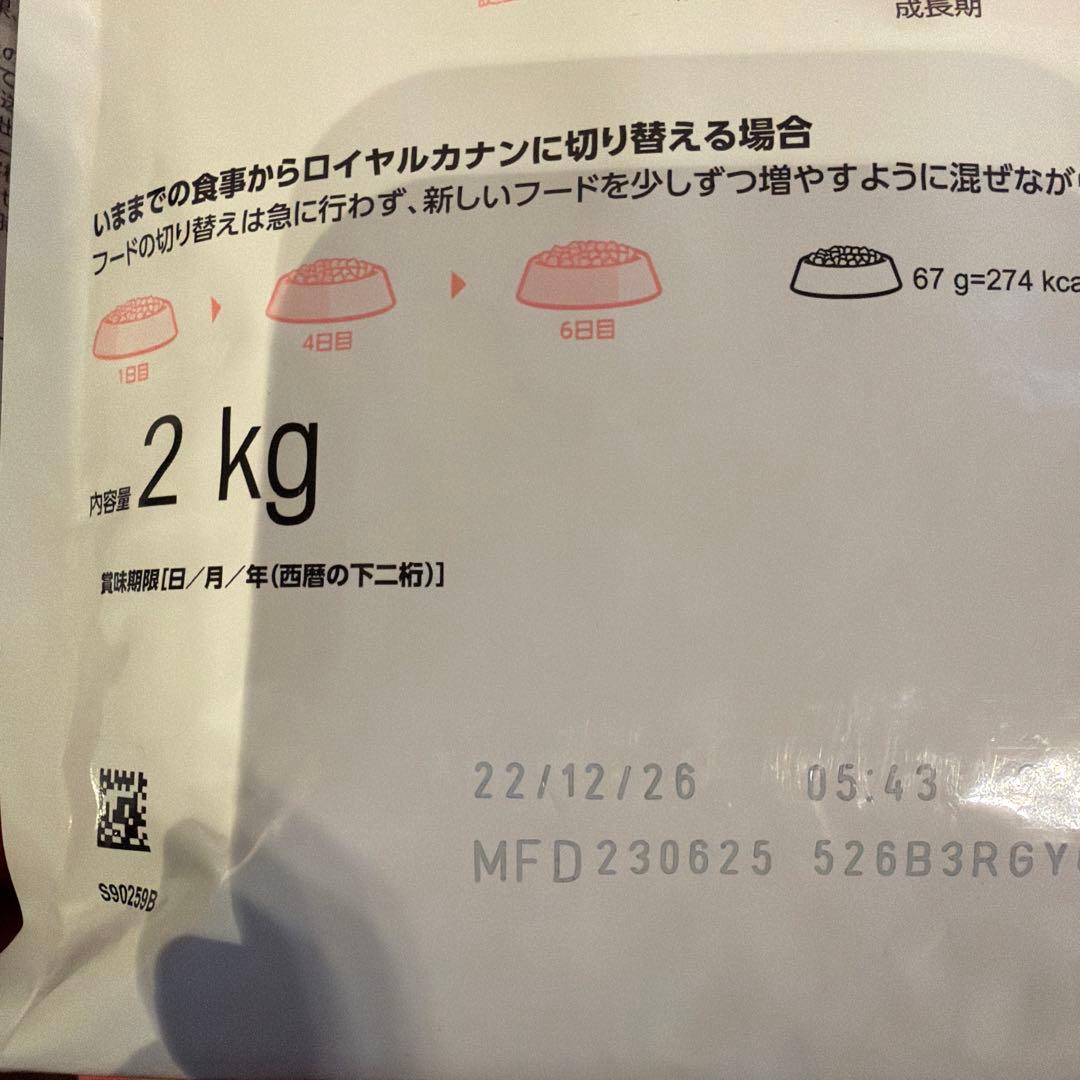 成長期
いままでの食事からロイヤルカナンに切り替える場合
フードの切り替えは急に行わず、新しいフードを少しずつ増やすように混ぜなが
1日目
4日目
6日目
67 g=274 kca
内容量 2 kg
賞味期限[日/月/年(西暦の下二桁)]
22/12/26 05:43
MFD230625 526B3RGY
S90259B